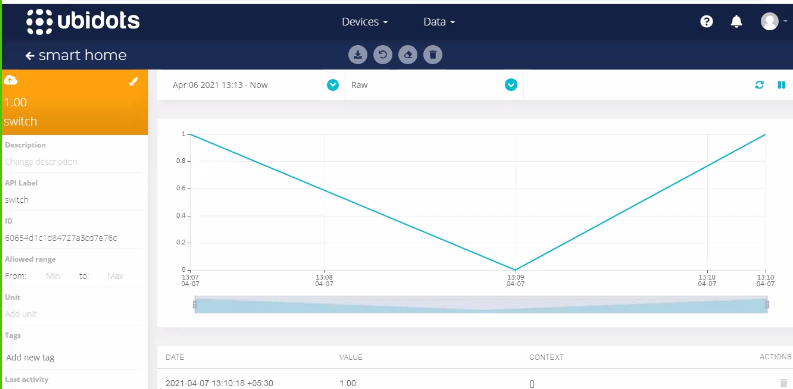 ubidots
Devices
Data
smart home
1.00
switch
Apr 06 2021 13:13 - Now
Raw
Description
Change description
API Label
switch
ID
60654d1c1d84727a3cd7e76c
Allowed range
From: Min to: Max
Unit
Add unit
Tags
Add new tag
Last activity
1
0.8
0.6
0.4
0.2
0
13:07 13:08 13:09 13:10 13:10
04-07 04-07 04-07 04-07 04-07
DATE VALUE CONTEXT ACTIONS
2021-04-07 13:10:18 +05:30 1.00 {}